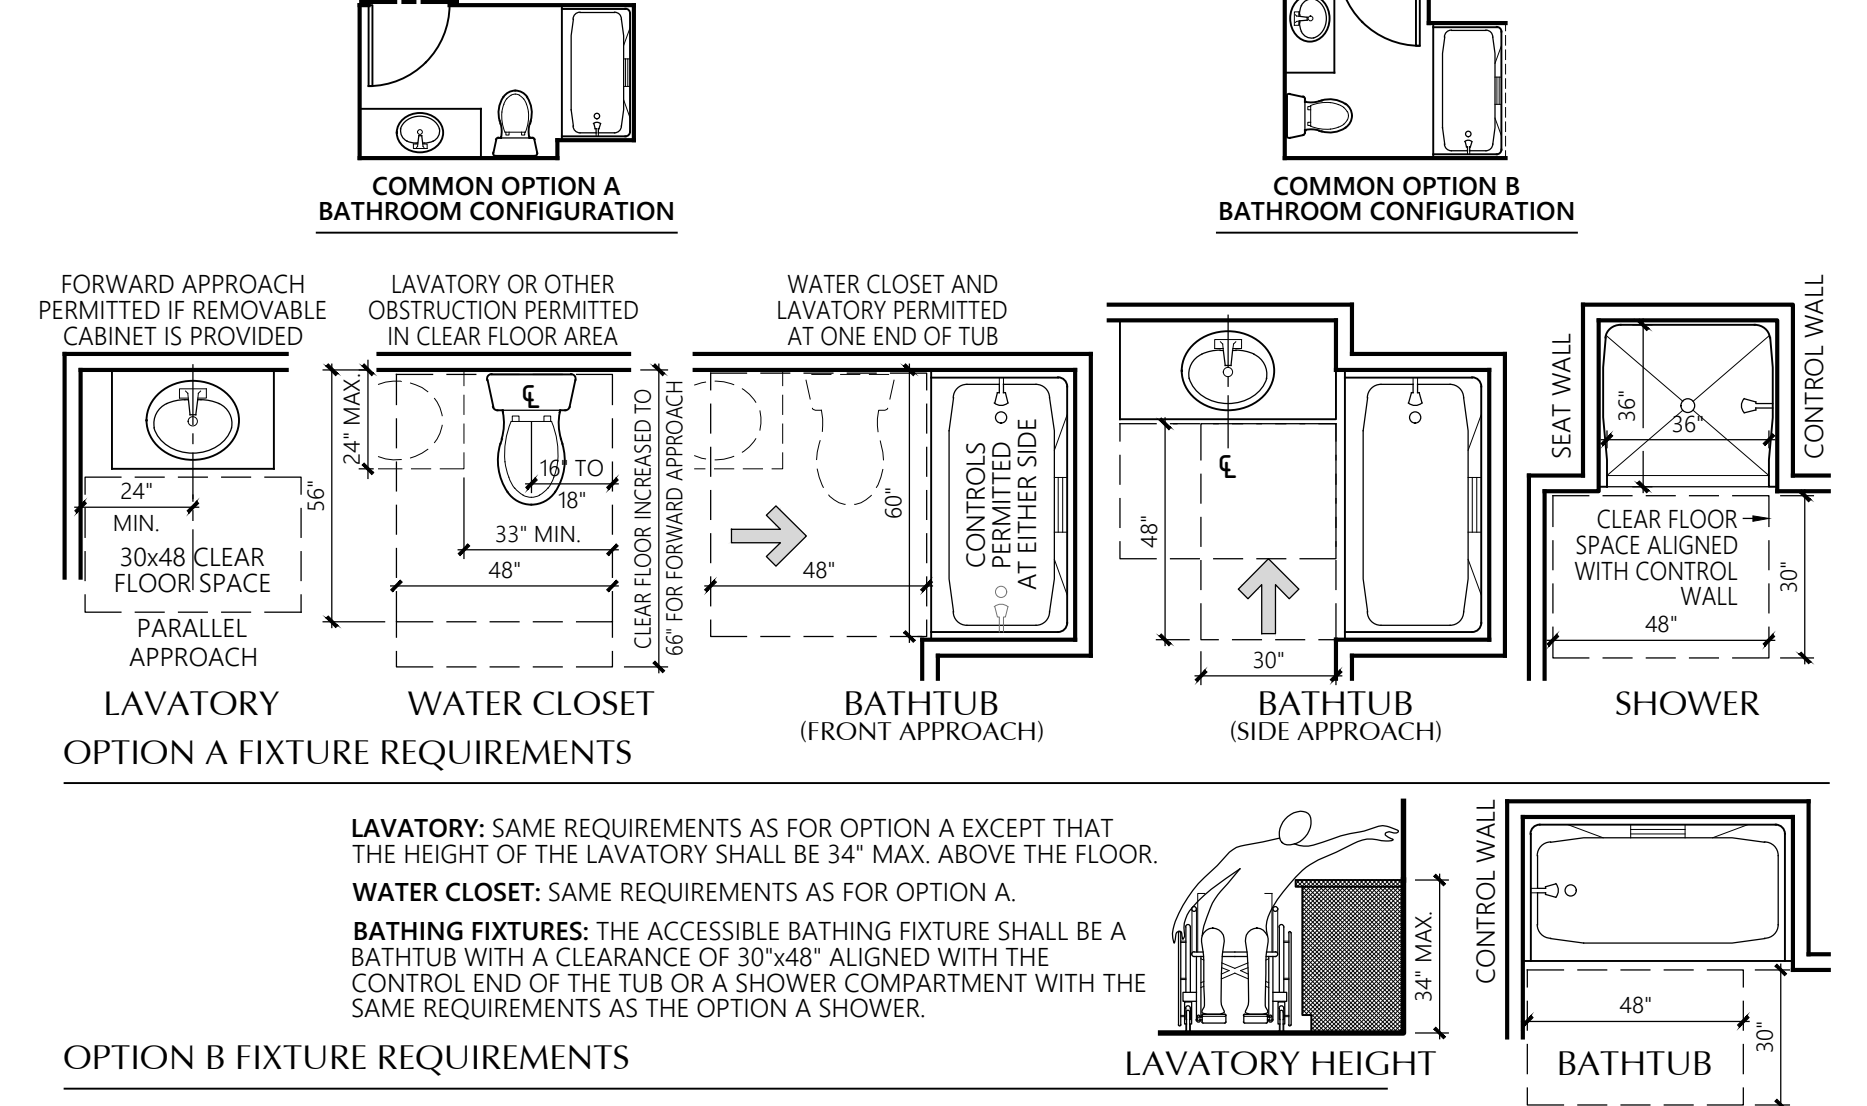 COMMON OPTION A
BATHROOM CONFIGURATION
COMMON OPTION B
BATHROOM CONFIGURATION
FORWARD APPROACH
PERMITTED IF REMOVABLE
CABINET IS PROVIDED
24"
MIN.
30x48 CLEAR
FLOOR SPACE
PARALLEL
APPROACH
LAVATORY
LAVATORY OR OTHER
OBSTRUCTION PERMITTED
IN CLEAR FLOOR AREA
24" MAX.
56"
CL
16" TO
18"
33" MIN.
48"
CLEAR FLOOR INCREASED TO
66" FOR FORWARD APPROACH
WATER CLOSET
WATER CLOSET AND
LAVATORY PERMITTED
AT ONE END OF TUB
60"
48"
CONTROLS
PERMITTED
AT EITHER SIDE
BATHTUB
(FRONT APPROACH)
CL
48"
30"
BATHTUB
(SIDE APPROACH)
SEAT WALL
CONTROL WALL
36"
36"
CLEAR FLOOR
SPACE ALIGNED
WITH CONTROL
WALL
48"
30"
SHOWER
OPTION A FIXTURE REQUIREMENTS
LAVATORY: SAME REQUIREMENTS AS FOR OPTION A EXCEPT THAT
THE HEIGHT OF THE LAVATORY SHALL BE 34" MAX. ABOVE THE FLOOR.
WATER CLOSET: SAME REQUIREMENTS AS FOR OPTION A.
BATHING FIXTURES: THE ACCESSIBLE BATHING FIXTURE SHALL BE A
BATHTUB WITH A CLEARANCE OF 30"x48" ALIGNED WITH THE
CONTROL END OF THE TUB OR A SHOWER COMPARTMENT WITH THE
SAME REQUIREMENTS AS THE OPTION A SHOWER.
34" MAX.
LAVATORY HEIGHT
CONTROL WALL
48"
30"
BATHTUB
OPTION B FIXTURE REQUIREMENTS